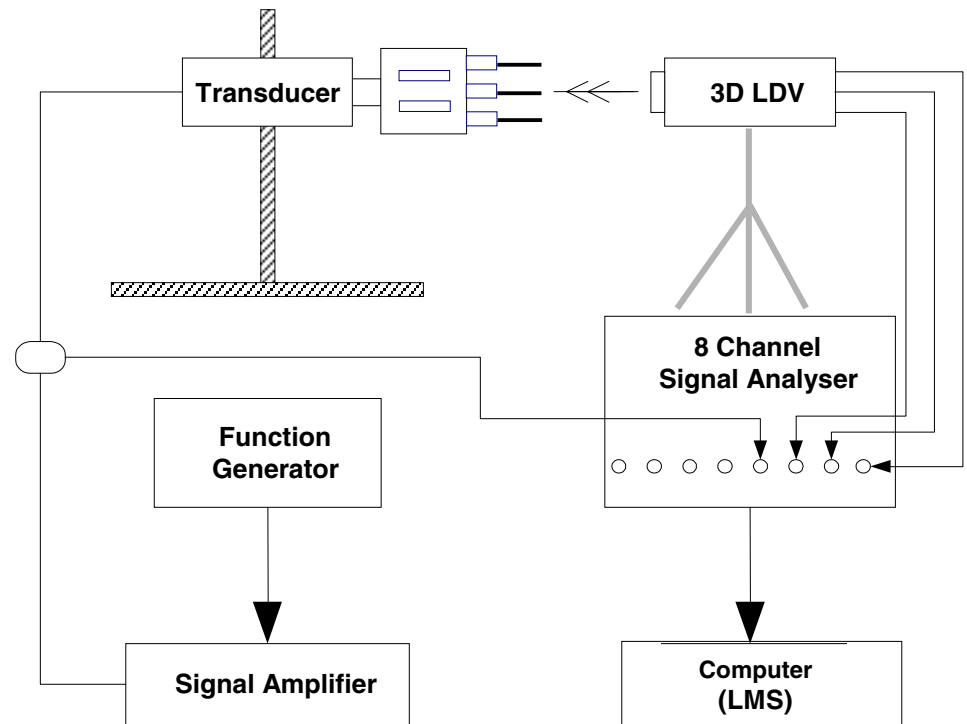 Transducer
3D LDV
8 Channel
Signal Analyser
Function
Generator
Signal Amplifier
Computer
(LMS)